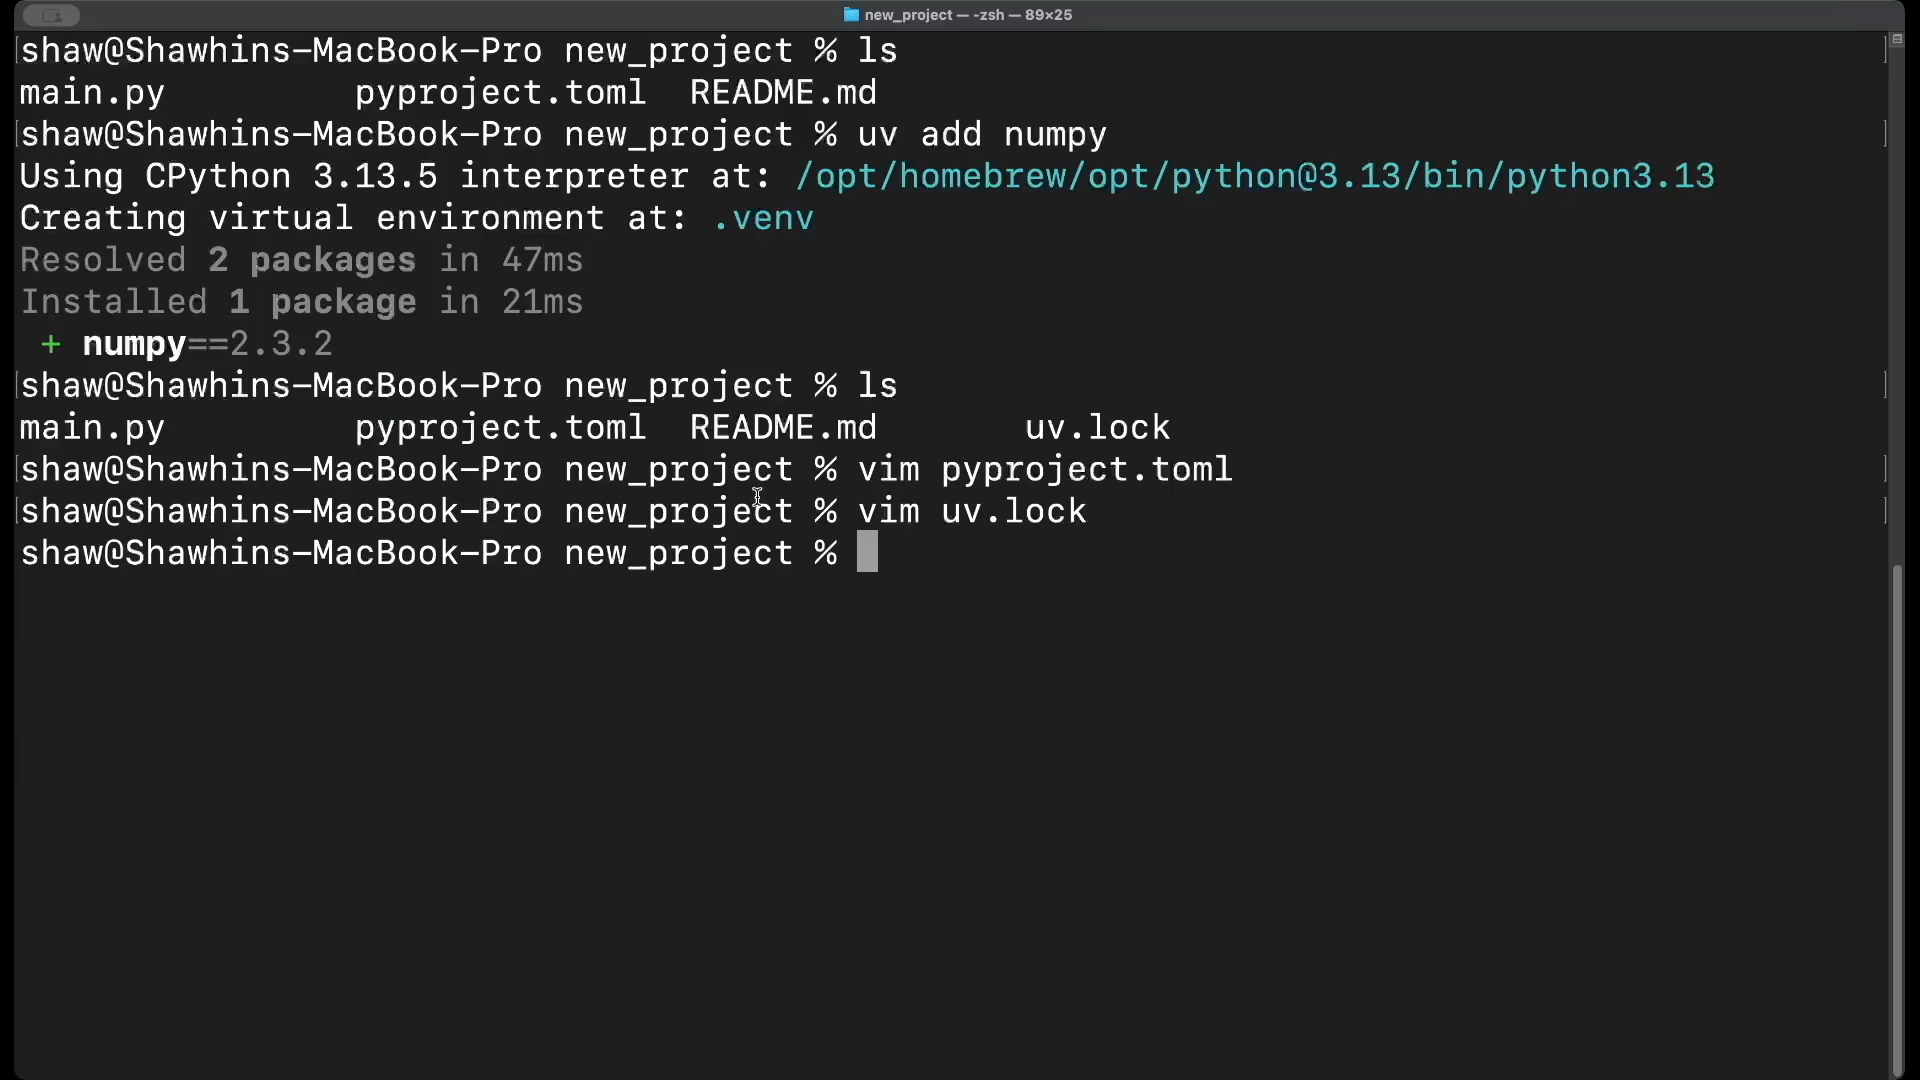 new_project — -zsh — 89×25
shaw@Shawhins-MacBook-Pro new_project % ls
main.py pyproject.toml README.md
shaw@Shawhins-MacBook-Pro new_project % uv add numpy
Using CPython 3.13.5 interpreter at: /opt/homebrew/opt/python@3.13/bin/python3.13
Creating virtual environment at: .venv
Resolved 2 packages in 47ms
Installed 1 package in 21ms
+ numpy==2.3.2
shaw@Shawhins-MacBook-Pro new_project % ls
main.py pyproject.toml README.md uv.lock
shaw@Shawhins-MacBook-Pro new_project % vim pyproject.toml
shaw@Shawhins-MacBook-Pro new_project % vim uv.lock
shaw@Shawhins-MacBook-Pro new_project %